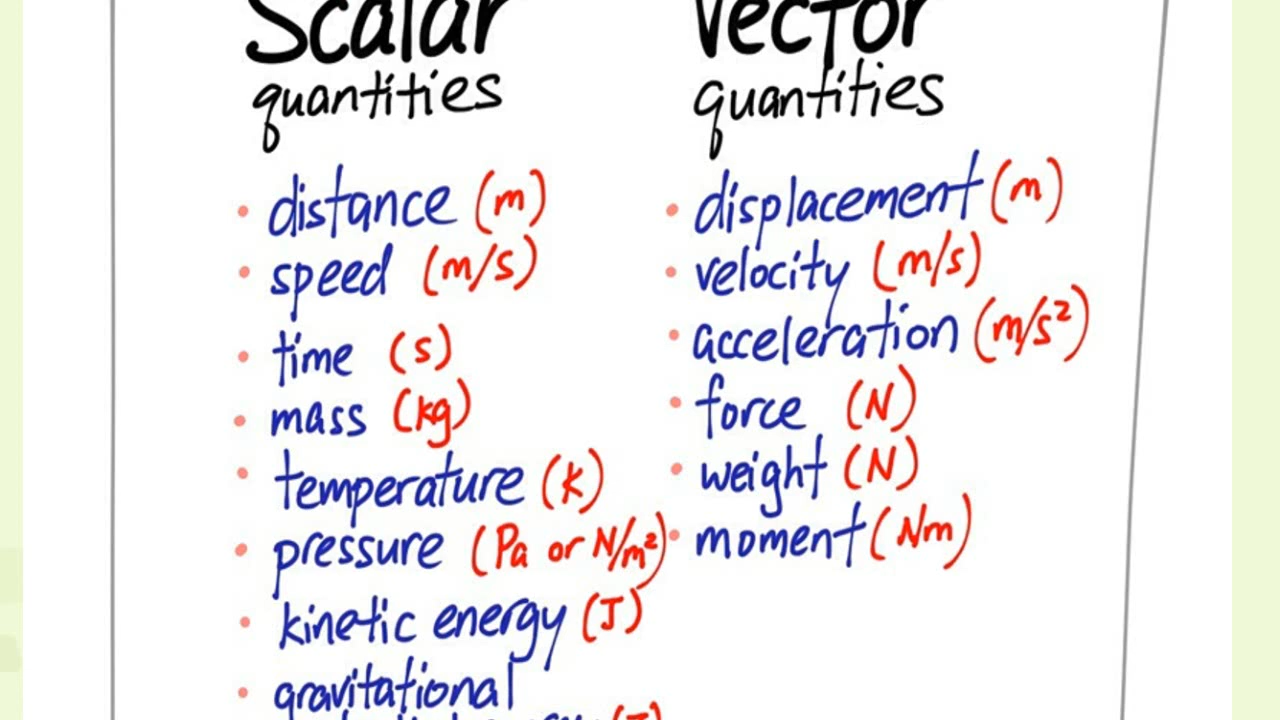 Scalar
quantities
• distance (m)
• speed (m/s)
• time (s)
• mass (kg)
• temperature (K)
• pressure (Pa or N/m²)
• kinetic energy (J)
• gravitational
energy (J)
Vector
quantities
• displacement (m)
• velocity (m/s)
• acceleration (m/s²)
• force (N)
• weight (N)
• moment (Nm)